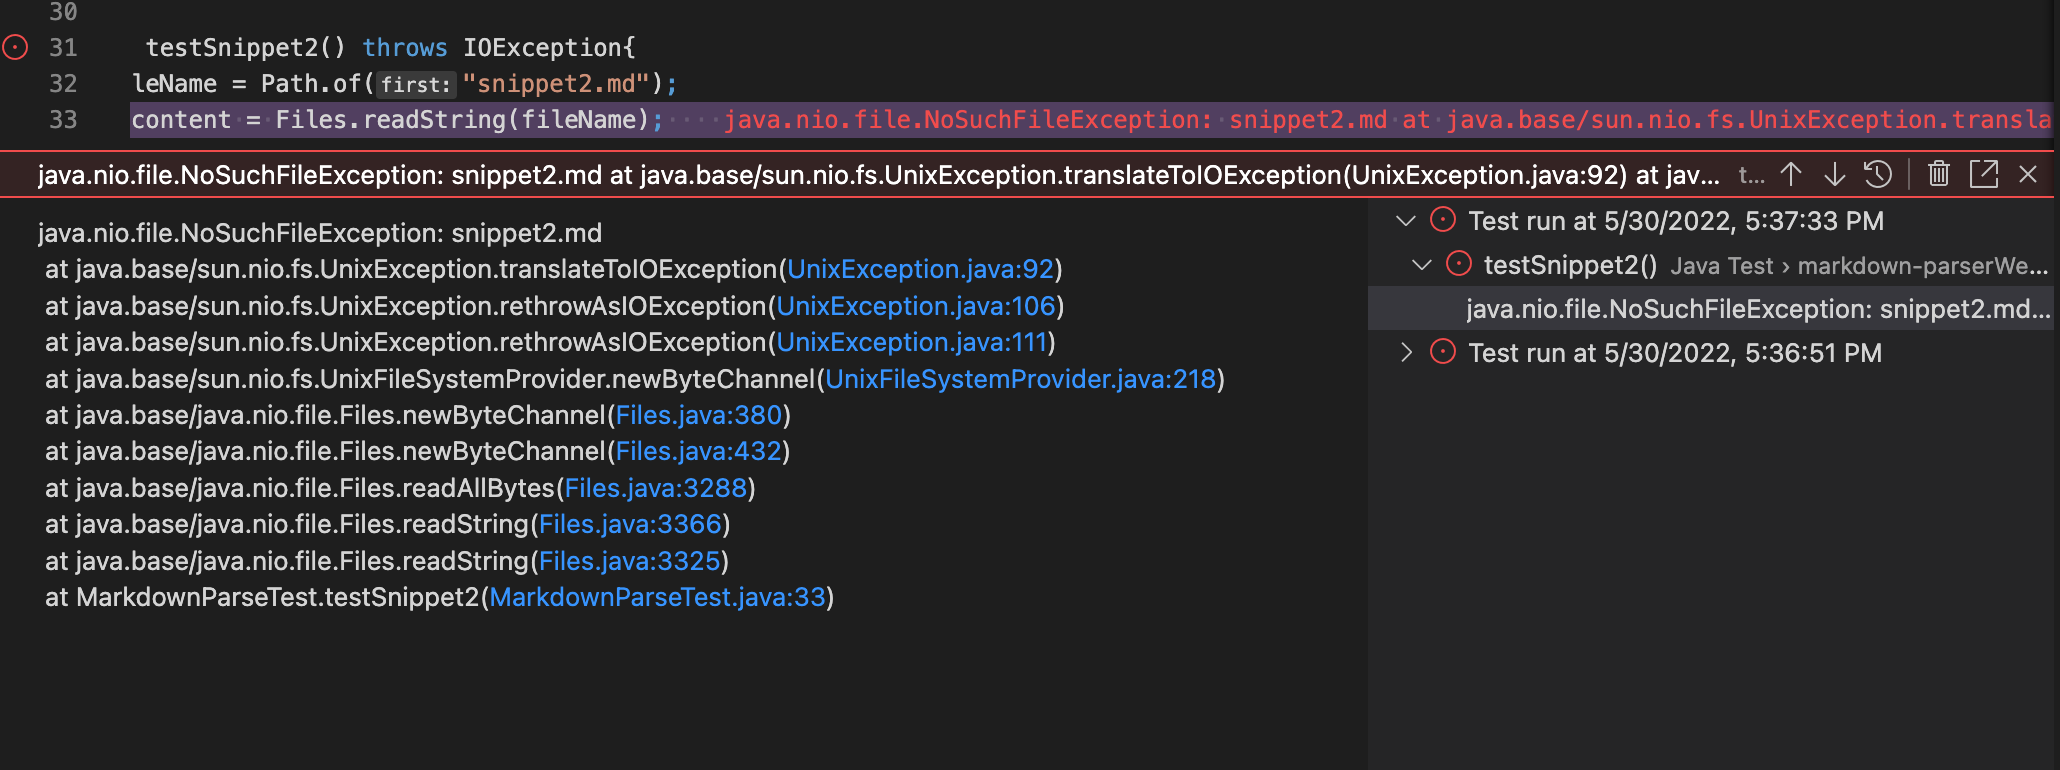 30
31 testSnippet2() throws IOException{
32 leName = Path.of(first: "snippet2.md");
33 content = Files.readString(fileName); java.nio.file.NoSuchFileException: snippet2.md at java.base/sun.nio.fs.UnixException.transla
java.nio.file.NoSuchFileException: snippet2.md at java.base/sun.nio.fs.UnixException.translateToIOException(UnixException.java:92) at jav... t...
java.nio.file.NoSuchFileException: snippet2.md
at java.base/sun.nio.fs.UnixException.translateToIOException(UnixException.java:92)
at java.base/sun.nio.fs.UnixException.rethrowAsIOException(UnixException.java:106)
at java.base/sun.nio.fs.UnixException.rethrowAsIOException(UnixException.java:111)
at java.base/sun.nio.fs.UnixFileSystemProvider.newByteChannel(UnixFileSystemProvider.java:218)
at java.base/java.nio.file.Files.newByteChannel(Files.java:380)
at java.base/java.nio.file.Files.newByteChannel(Files.java:432)
at java.base/java.nio.file.Files.readAllBytes(Files.java:3288)
at java.base/java.nio.file.Files.readString(Files.java:3366)
at java.base/java.nio.file.Files.readString(Files.java:3325)
at MarkdownParseTest.testSnippet2(MarkdownParseTest.java:33)
Test run at 5/30/2022, 5:37:33 PM
testSnippet2() Java Test › markdown-parserWe...
java.nio.file.NoSuchFileException: snippet2.md...
Test run at 5/30/2022, 5:36:51 PM